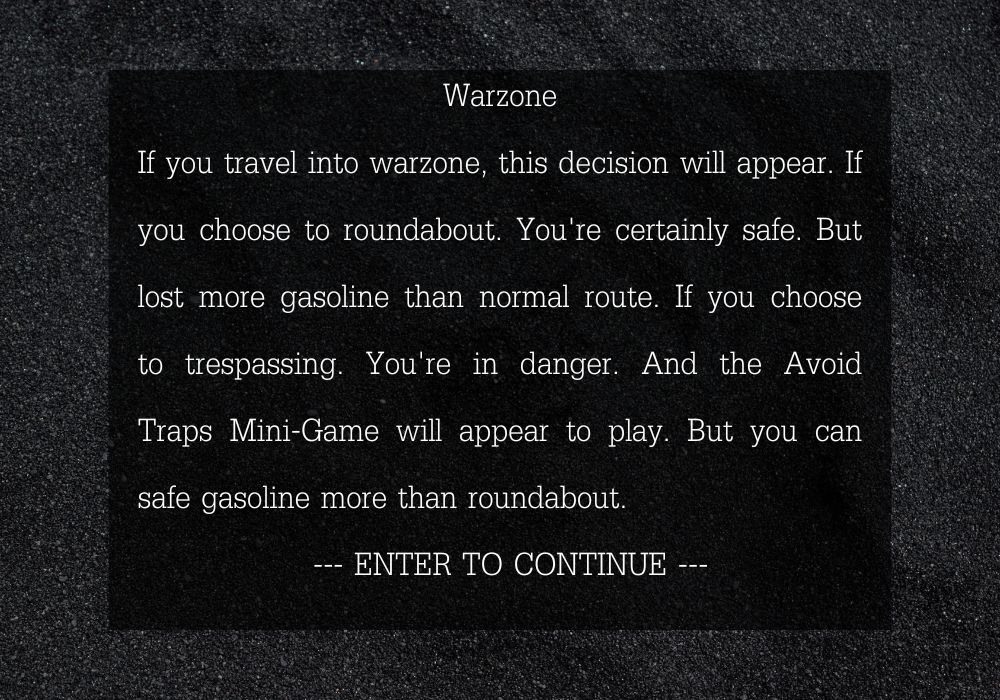 Warzone
If you travel into warzone, this decision will appear. If
you choose to roundabout. You're certainly safe. But
lost more gasoline than normal route. If you choose
to trespassing. You're in danger. And the Avoid
Traps Mini-Game will appear to play. But you can
safe gasoline more than roundabout.
--- ENTER TO CONTINUE ---